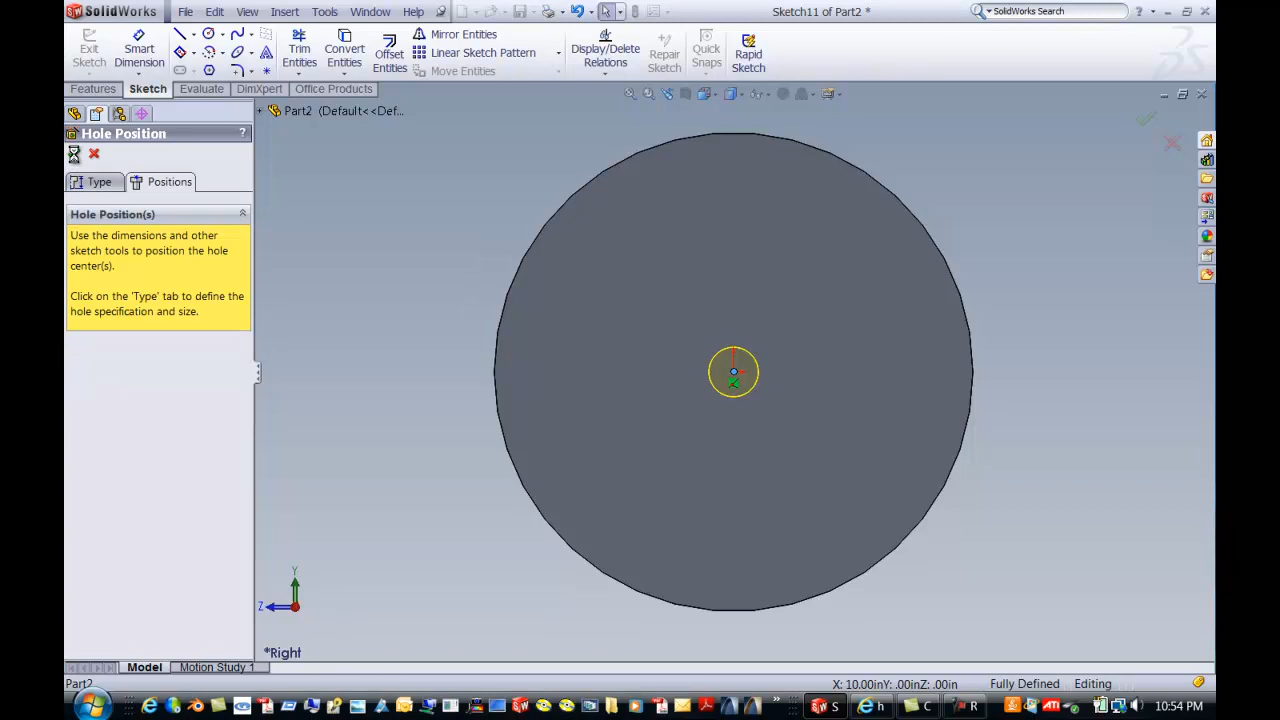 SolidWorks File Edit View Insert Tools Window Help Sketch11 of Part2 * SolidWorks Search
Exit Sketch
Smart Dimension
Trim Entities
Convert Entities
Offset Entities
Mirror Entities
Linear Sketch Pattern
Move Entities
Display/Delete Relations
Repair Sketch
Quick Snaps
Rapid Sketch
Features Sketch Evaluate DimXpert Office Products
Part2 (Default<<Def...
Hole Position ?
Type Positions
Hole Position(s)
Use the dimensions and other
sketch tools to position the hole
center(s).
Click on the 'Type' tab to define the
hole specification and size.
Y
Z
*Right
Model Motion Study 1
Part2 X: 10.00in Y: .00in Z: .00in Fully Defined Editing
S h C R 10:54 PM